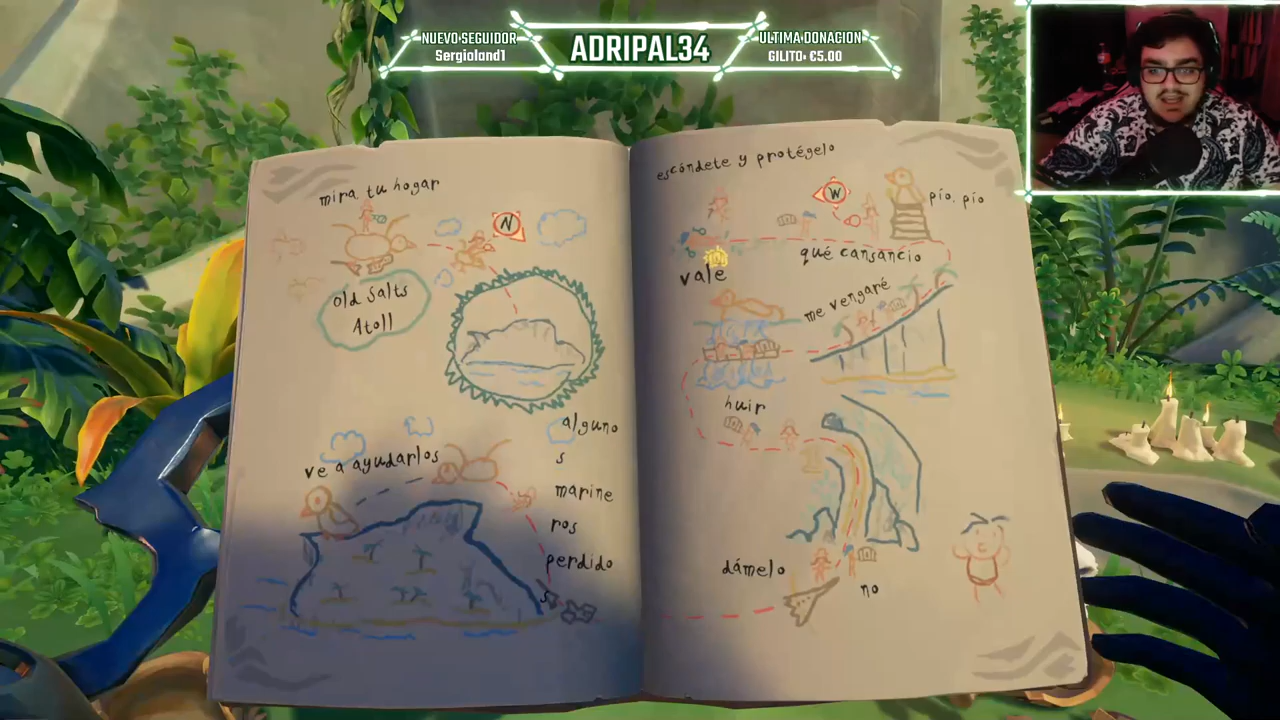 NUEVO SEGUIDOR
Sergioland1
ADRIPAL34
ULTIMA DONACION
GILITO: €5.00
mira tu hogar
N
Old Salts
Atoll
ve a ayudarlos
alguno
s
marine
ros
perdido
s
escóndete y protégelo
W
pío, pío
qué cansancio
vale
me vengaré
huir
dámelo
no